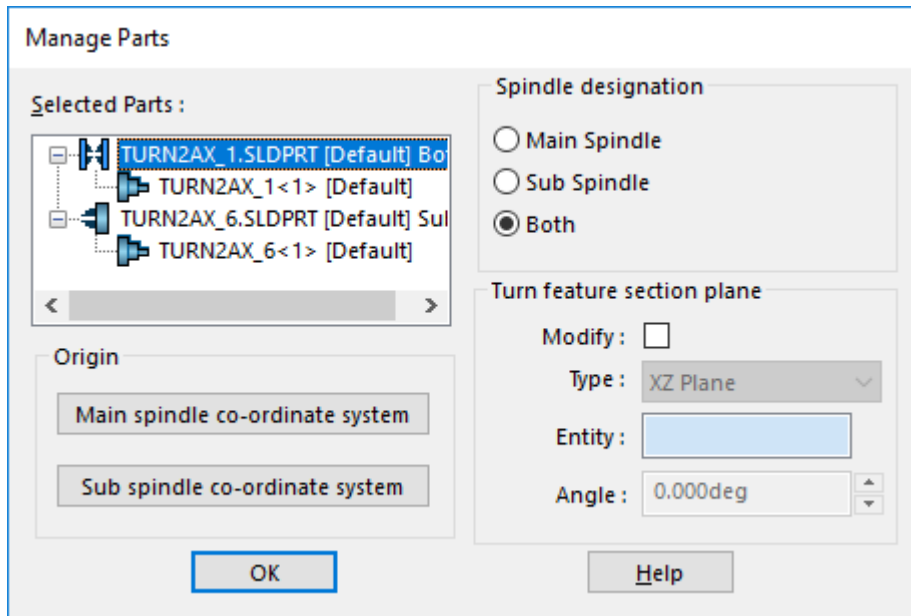 Manage Parts
Selected Parts :
TURN2AX_1.SLDPRT [Default] Bo
TURN2AX_1<1> [Default]
TURN2AX_6.SLDPRT [Default] Sul
TURN2AX_6<1> [Default]
Origin
Main spindle co-ordinate system
Sub spindle co-ordinate system
Spindle designation
Main Spindle
Sub Spindle
Both
Turn feature section plane
Modify :
Type : XZ Plane
Entity :
Angle : 0.000deg
OK
Help